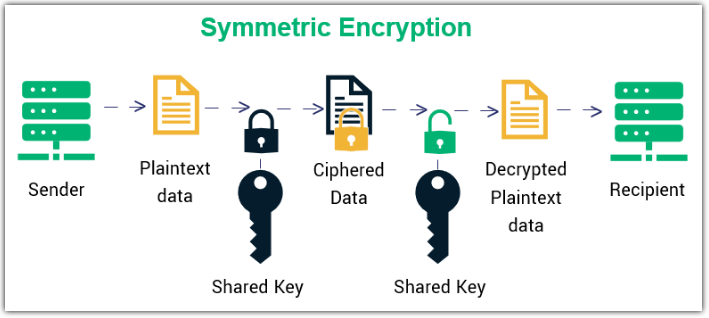 Symmetric Encryption
Sender
Plaintext
data
Shared Key
Ciphered
Data
Shared Key
Decrypted
Plaintext
data
Recipient